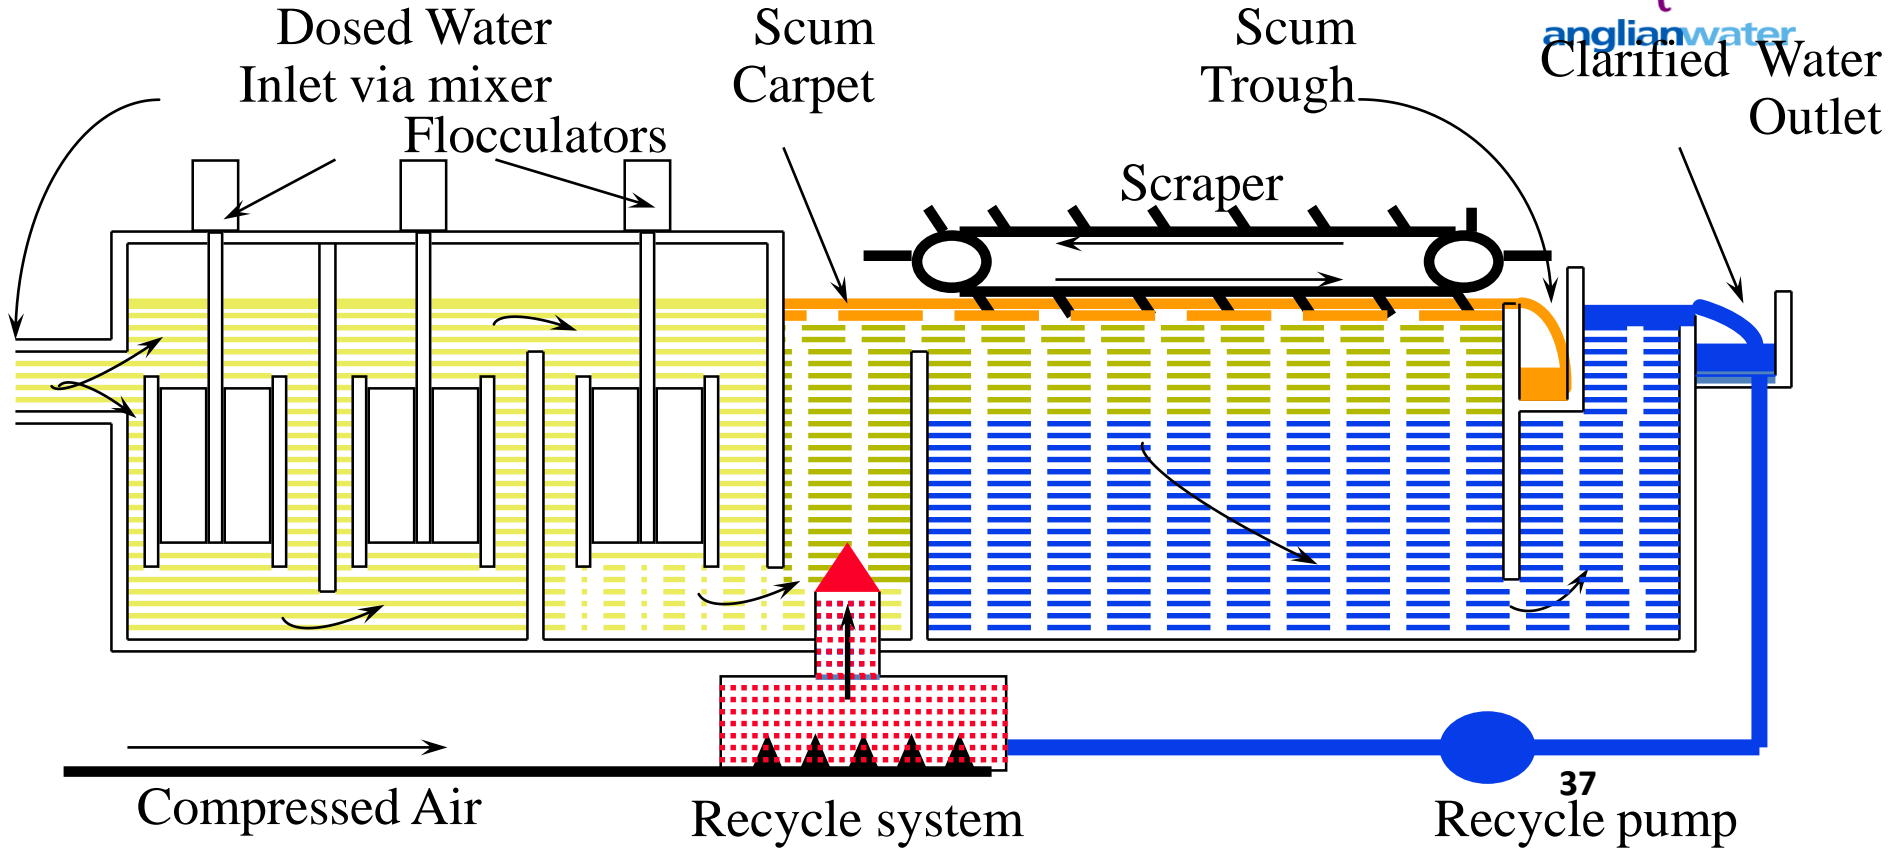 Dosed Water
Inlet via mixer
Flocculators
Scum
Carpet
Scum
Trough
anglianwater
Clarified Water
Outlet
Scraper
Compressed Air
Recycle system
37
Recycle pump